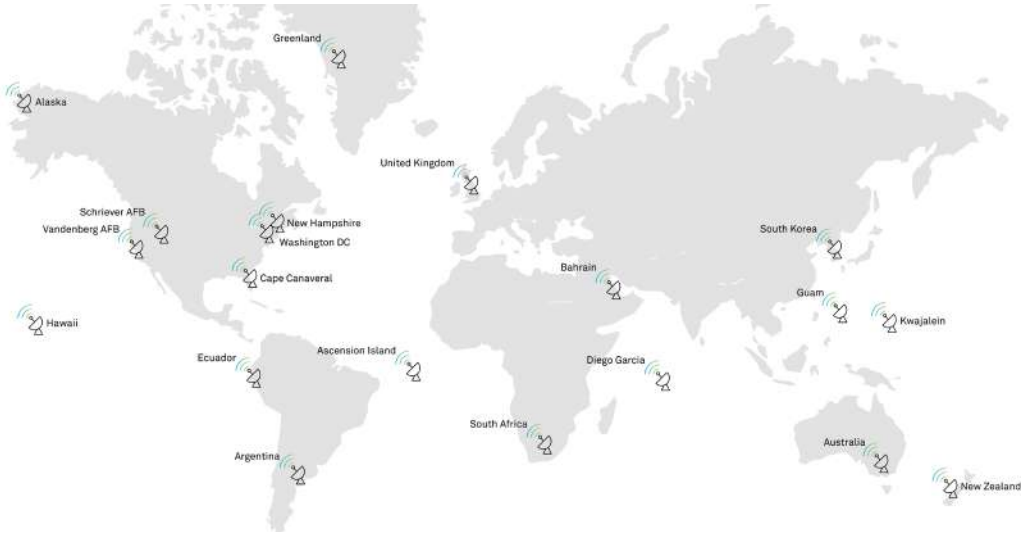 Greenland
Alaska
United Kingdom
Schriever AFB
New Hampshire
Vandenberg AFB
Washington DC
South Korea
Bahrain
Cape Canaveral
Guam
Hawaii
Kwajalein
Ascension Island
Ecuador
Diego Garcia
South Africa
Australia
Argentina
New Zealand